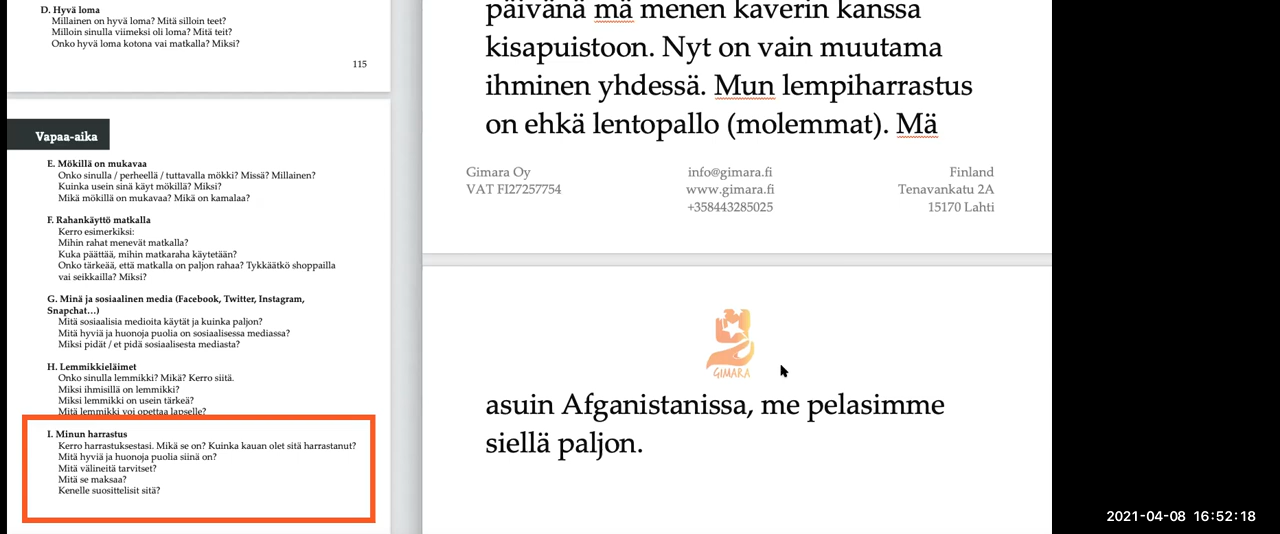 D. Hyvä loma
Millainen on hyvä loma? Mitä silloin teet?
Milloin sinulla viimeksi oli loma? Mitä teit?
Onko hyvä loma kotona vai matkalla? Miksi?
115
Vapaa-aika
E. Mökillä on mukavaa
Onko sinulla / perheellä / tuttavalla mökki? Missä? Millainen?
Kuinka usein sinä käyt mökillä? Miksi?
Mikä mökillä on mukavaa? Mikä on kamalaa?
F. Rahankäyttö matkalla
Kerro esimerkiksi:
Mihin rahat menevät matkalla?
Kuka päättää, mihin matkaraha käytetään?
Onko tärkeää, että matkalla on paljon rahaa? Tykkäätkö shoppailla
vai seikkailla? Miksi?
G. Minä ja sosiaalinen media (Facebook, Twitter, Instagram,
Snapchat...)
Mitä sosiaalisia medioita käytät ja kuinka paljon?
Mitä hyviä ja huonoja puolia on sosiaalisessa mediassa?
Miksi pidät / et pidä sosiaalisesta mediasta?
H. Lemmikkieläimet
Onko sinulla lemmikki? Mikä? Kerro siitä.
Miksi ihmisillä on lemmikki?
Miksi lemmikki on usein tärkeä?
Mitä lemmikki voi opettaa lapselle?
I. Minun harrastus
Kerro harrastuksestasi. Mikä se on? Kuinka kauan olet sitä harrastanut?
Mitä hyviä ja huonoja puolia siinä on?
Mitä välineitä tarvitset?
Mitä se maksaa?
Kenelle suosittelisit sitä?
päivänä mä menen kaverin kanssa
kisapuistoon. Nyt on vain muutama
ihminen yhdessä. Mun lempiharrastus
on ehkä lentopallo (molemmat). Mä
Gimara Oy
VAT FI27257754
info@gimara.fi
www.gimara.fi
+358443285025
Finland
Tenavankatu 2A
15170 Lahti
GIMARA
asuin Afganistanissa, me pelasimme
siellä paljon.
2021-04-08 16:52:18